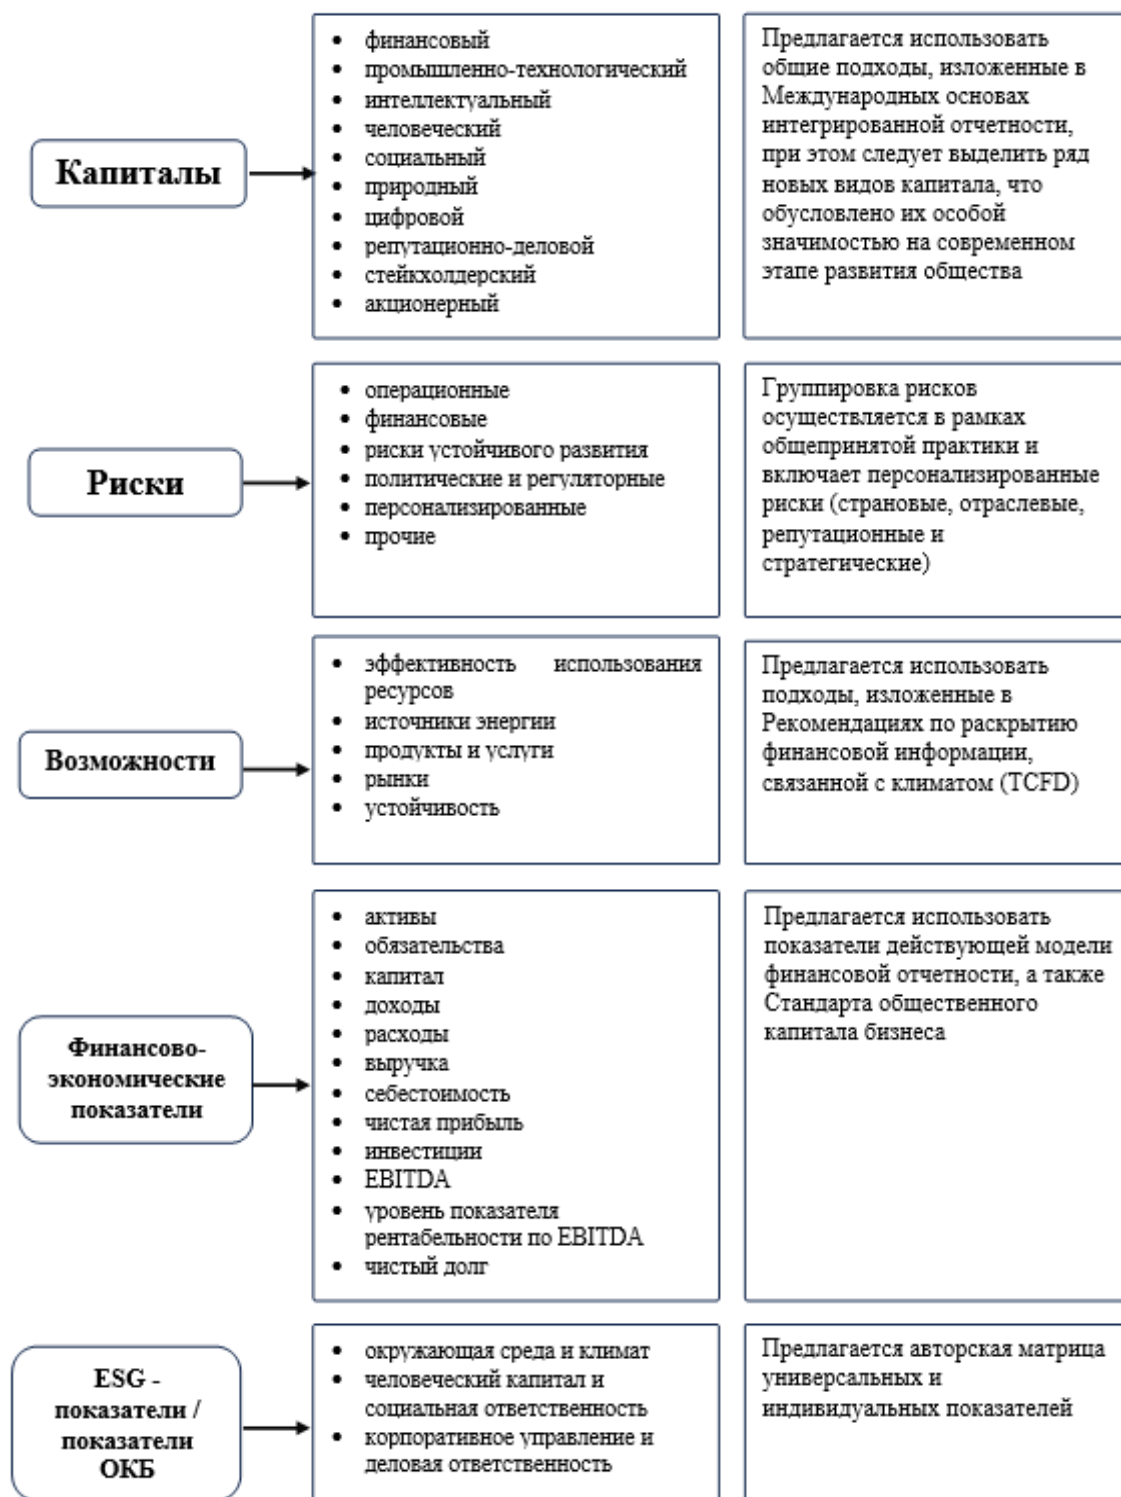 Капиталы
• финансовый
• промышленно-технологический
• интеллектуальный
• человеческий
• социальный
• природный
• цифровой
• репутационно-деловой
• стейкхолдерский
• акционерный
Предлагается использовать
общие подходы, изложенные в
Международных основах
интегрированной отчетности,
при этом следует выделить ряд
новых видов капитала, что
обусловлено их особой
значимостью на современном
этапе развития общества
Риски
• операционные
• финансовые
• риски устойчивого развития
• политические и регуляторные
• персонализированные
• прочие
Группировка рисков
осуществляется в рамках
общепринятой практики и
включает персонализированные
риски (страновые, отраслевые,
репутационные и
стратегические)
Возможности
• эффективность использования
ресурсов
• источники энергии
• продукты и услуги
• рынки
• устойчивость
Предлагается использовать
подходы, изложенные в
Рекомендациях по раскрытию
финансовой информации,
связанной с климатом (TCFD)
Финансово-
экономические
показатели
• активы
• обязательства
• капитал
• доходы
• расходы
• выручка
• себестоимость
• чистая прибыль
• инвестиции
• EBITDA
• уровень показателя
рентабельности по EBITDA
• чистый долг
Предлагается использовать
показатели действующей модели
финансовой отчетности, а также
Стандарта общественного
капитала бизнеса
ESG -
показатели /
показатели
ОКБ
• окружающая среда и климат
• человеческий капитал и
социальная ответственность
• корпоративное управление и
деловая ответственность
Предлагается авторская матрица
универсальных и
индивидуальных показателей